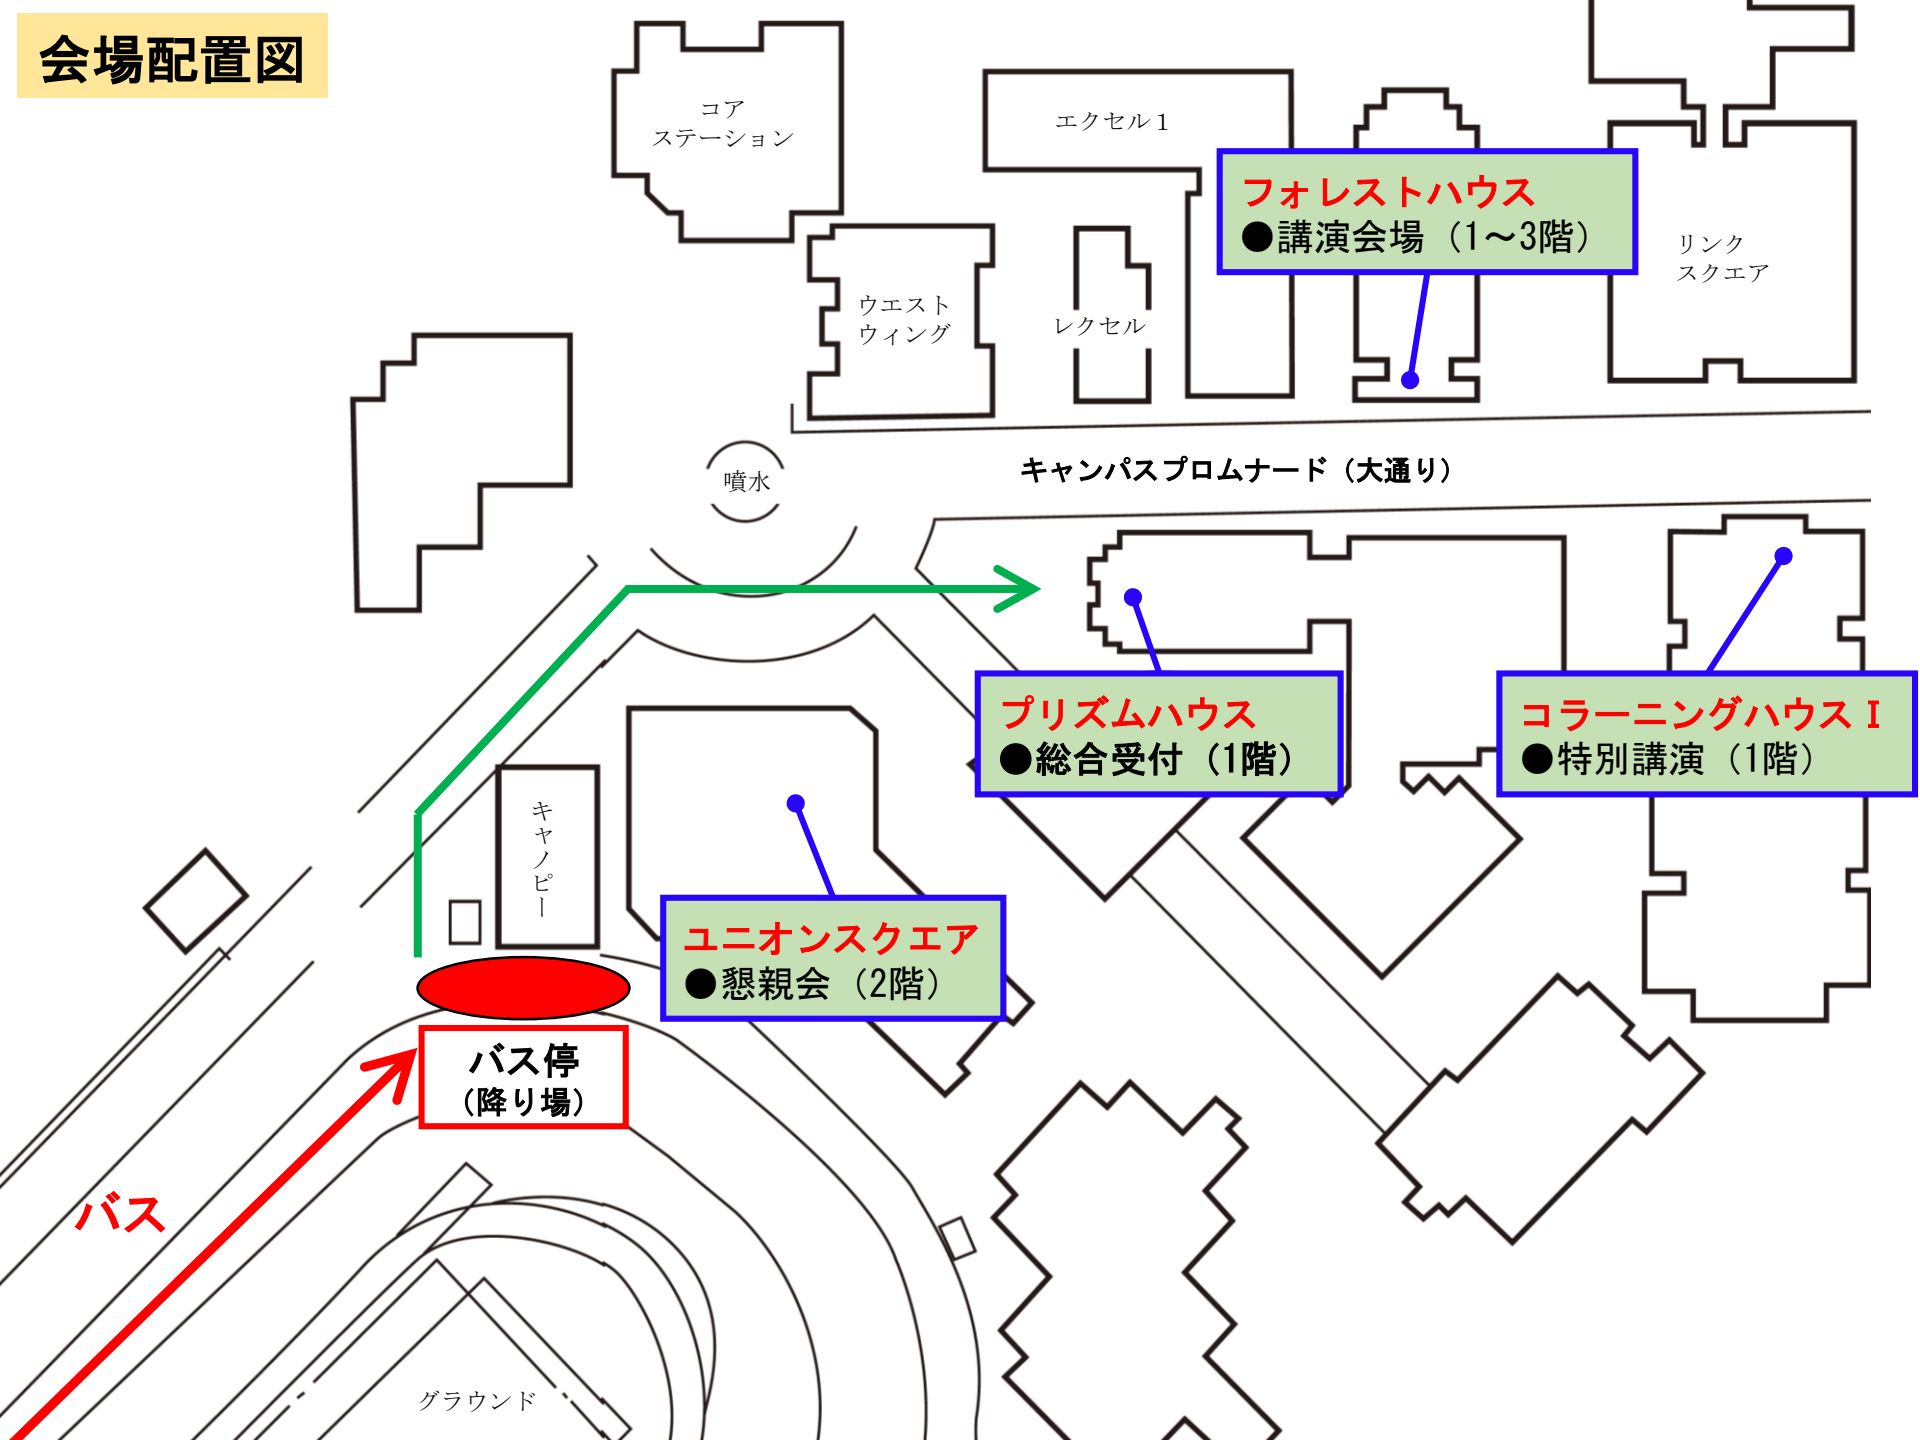 会場配置図
コア
ステーション
エクセル１
フォレストハウス
●講演会場（1～3階）
リンク
スクエア
ウエスト
ウィング
レクセル
噴水
キャンパスプロムナード（大通り）
プリズムハウス
●総合受付（1階）
コラーニングハウスⅠ
●特別講演（1階）
キャノピー
ユニオンスクエア
●懇親会（2階）
バス停
（降り場）
バス
グラウンド